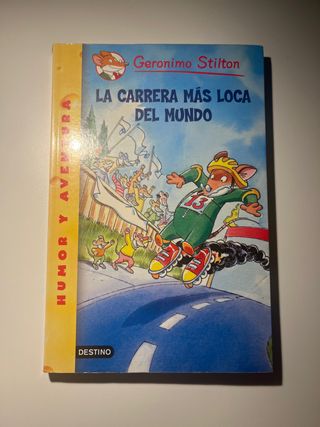 Geronimo Stilton
LA CARRERA MÁS LOCA
DEL MUNDO
HUMOR Y AVENTURA
13
DESTINO